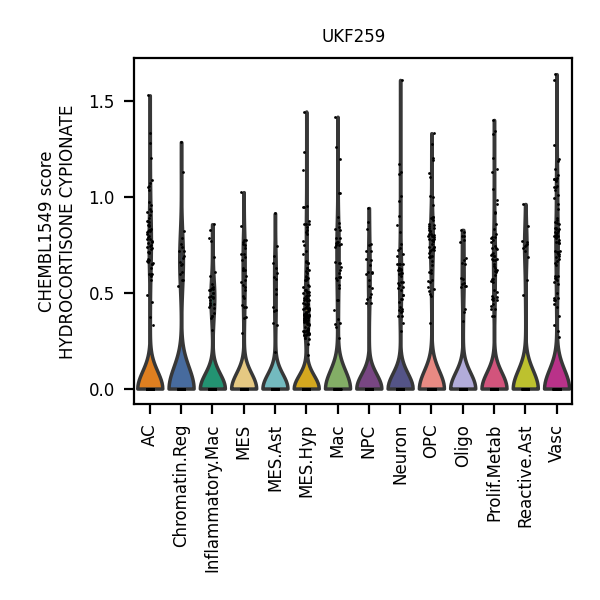 UKF259
CHEMBL1549 score
HYDROCORTISONE CYPIONATE
1.5
1.0
0.5
0.0
AC
Chromatin.Reg
Inflammatory.Mac
MES
MES.Ast
MES.Hyp
Mac
NPC
Neuron
OPC
Oligo
Prolif.Metab
Reactive.Ast
Vasc